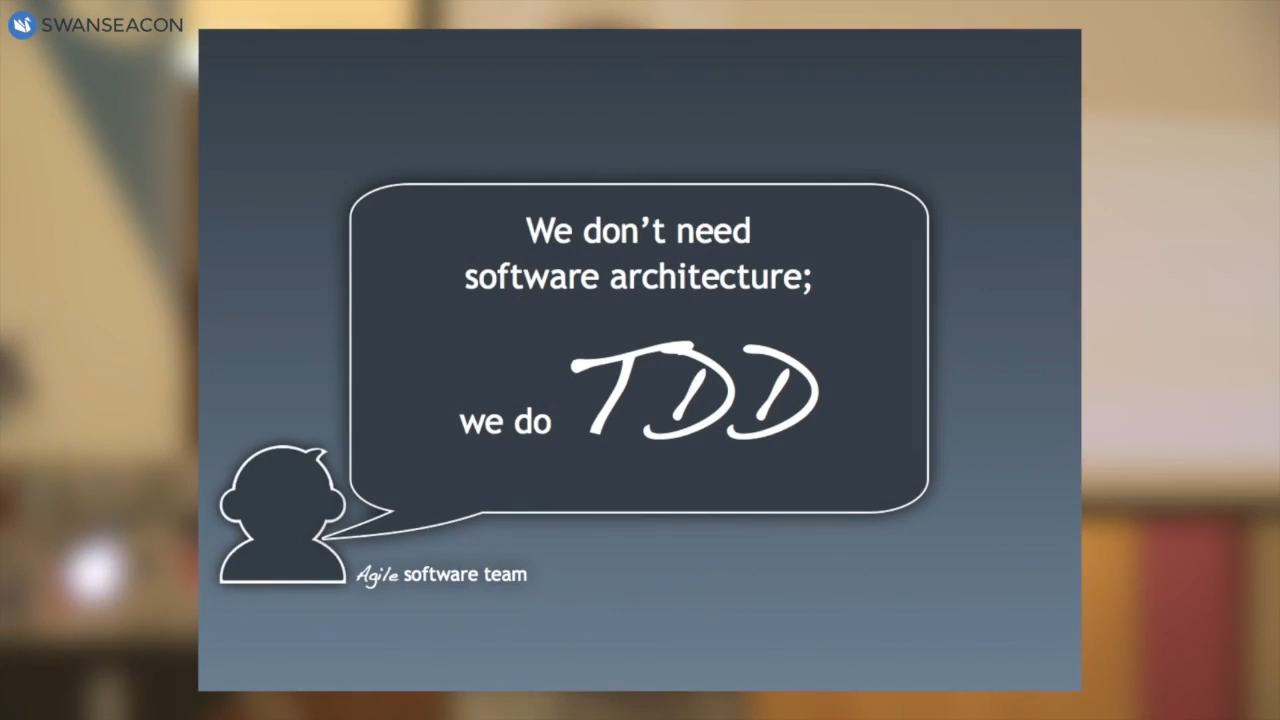 SWANSEACON
We don't need
software architecture;
we do TDD
Agile software team